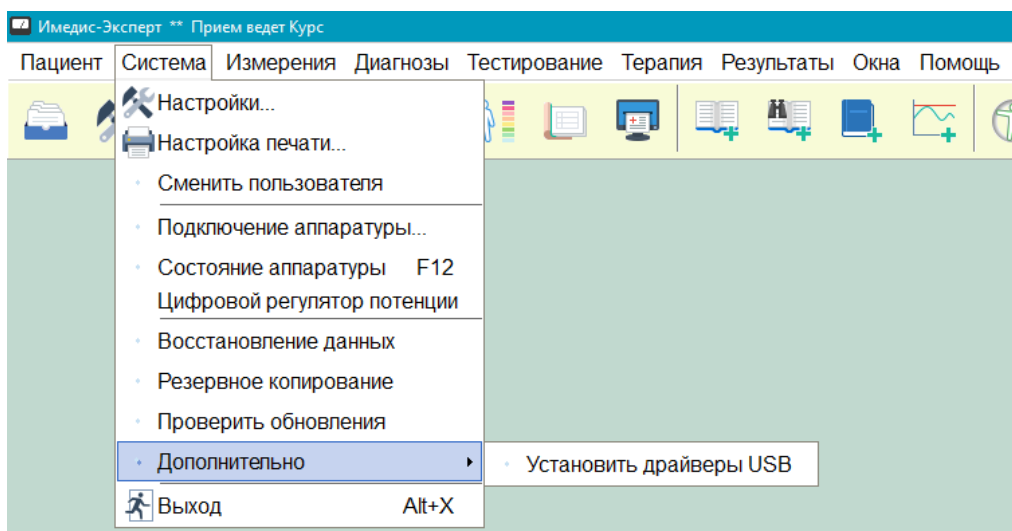 Имедис-Эксперт ** Прием ведет Курс
Пациент Система Измерения Диагнозы Тестирование Терапия Результаты Окна Помощь
Настройки...
Настройка печати...
Сменить пользователя
Подключение аппаратуры...
Состояние аппаратуры F12
Цифровой регулятор потенции
Восстановление данных
Резервное копирование
Проверить обновления
Дополнительно Установить драйверы USB
Выход Alt+X